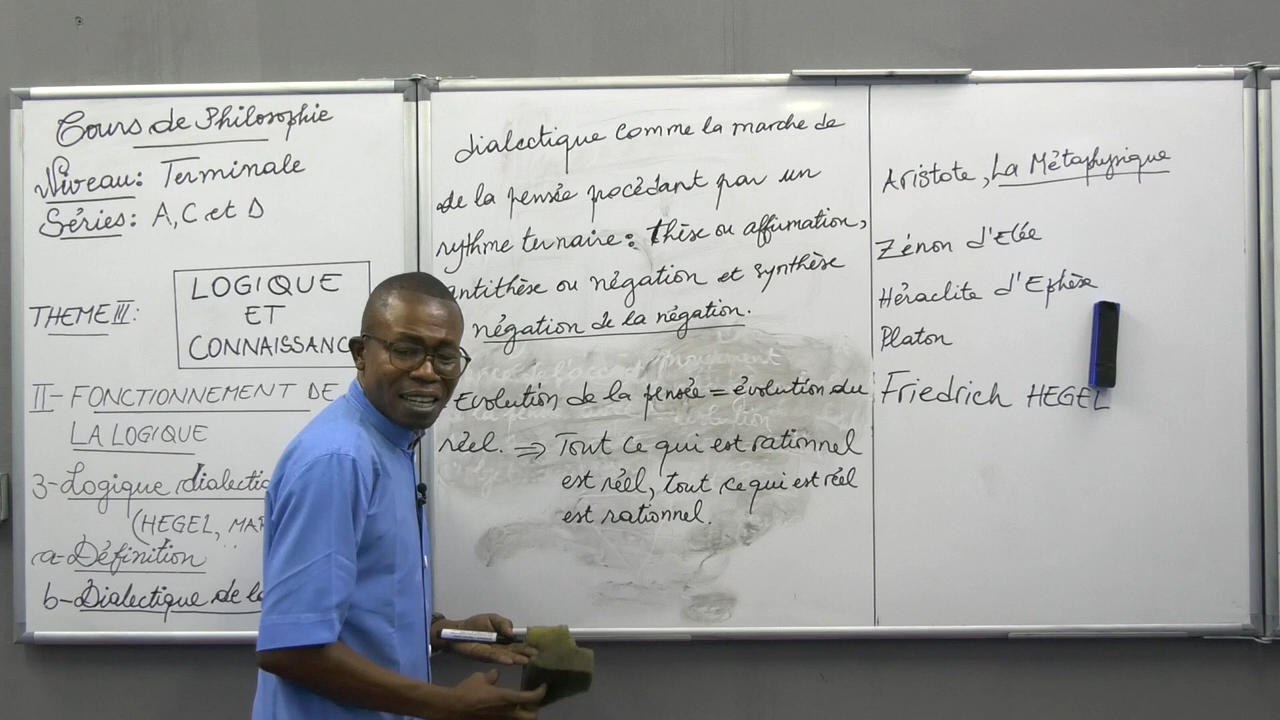 Cours de Philosophie
Niveau: Terminale
Séries: A, C et D
THEME III:
LOGIQUE
ET
CONNAISSANC
II- FONCTIONNEMENT DE
LA LOGIQUE
3- Logique dialectic
(HEGEL, MAR
a- Définition
b- Dialectique de la
dialectique comme la marche de
de la pensée procédant par un
rythme ternaire: thèse ou affirmation,
antithèse ou négation et synthèse
négation de la négation.
Evolution de la pensée = évolution du
réel. ⇒ Tout ce qui est rationnel
est réel, tout ce qui est réel
est rationnel.
Aristote, La Métaphysique
Zénon d'Elée
Héraclite d'Ephèse
Platon
Friedrich HEGEL